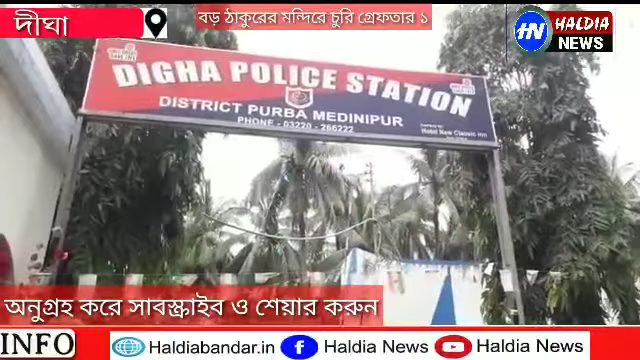 দীঘা
বড় ঠাকুরের মন্দিরে চুরি গ্রেফতার ১
HN HALDIA NEWS
DIGHA POLICE STATION
DISTRICT PURBA MEDINIPUR
PHONE - 03220 - 266222
Hotel New Classic Inn
অনুগ্রহ করে সাবস্ক্রাইব ও শেয়ার করুন
INFO Haldiabandar.in Haldia News Haldia News